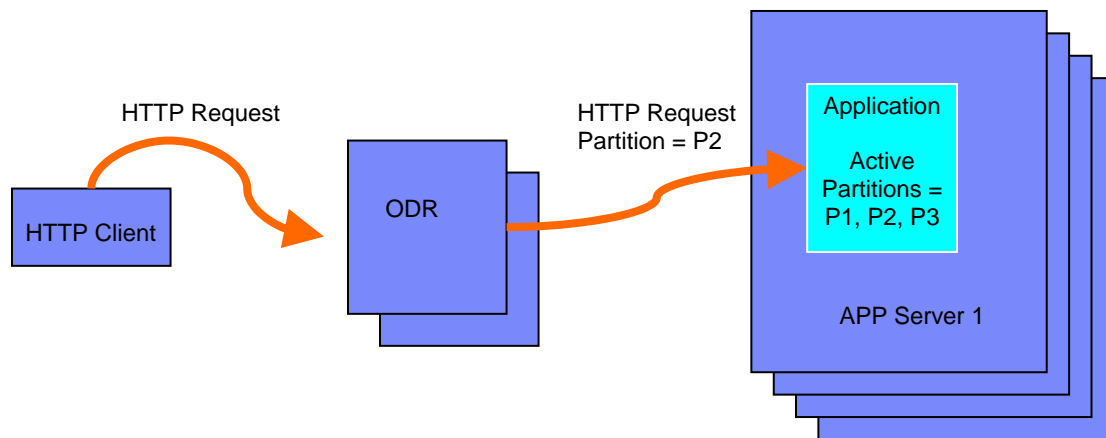 HTTP Request
HTTP Client
ODR
HTTP Request
Partition = P2
Application
Active
Partitions =
P1, P2, P3
APP Server 1